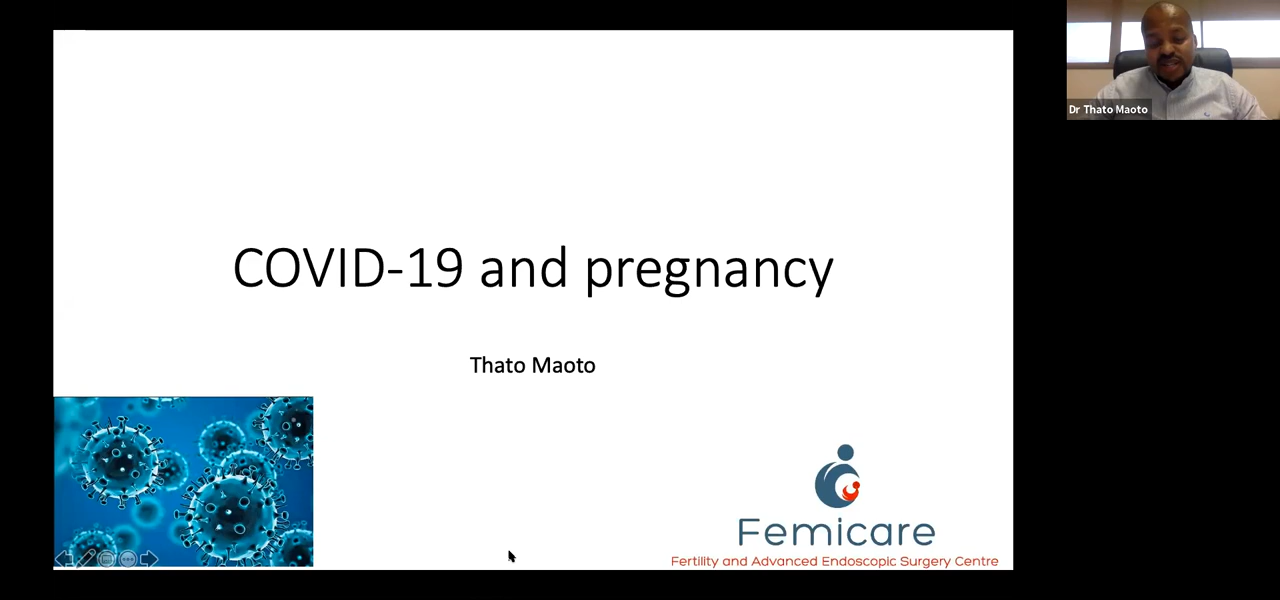 COVID-19 and pregnancy
Thato Maoto
Femicare
Fertility and Advanced Endoscopic Surgery Centre
Dr Thato Maoto